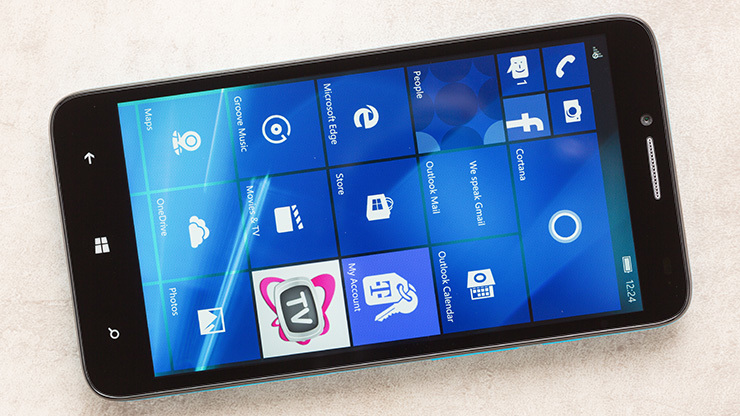 12:24
1
f
Cortana
People
We speak Gmail
Outlook Mail
Outlook Calendar
Microsoft Edge
Store
T
My Account
Groove Music
Movies & TV
TV
Maps
OneDrive
Photos